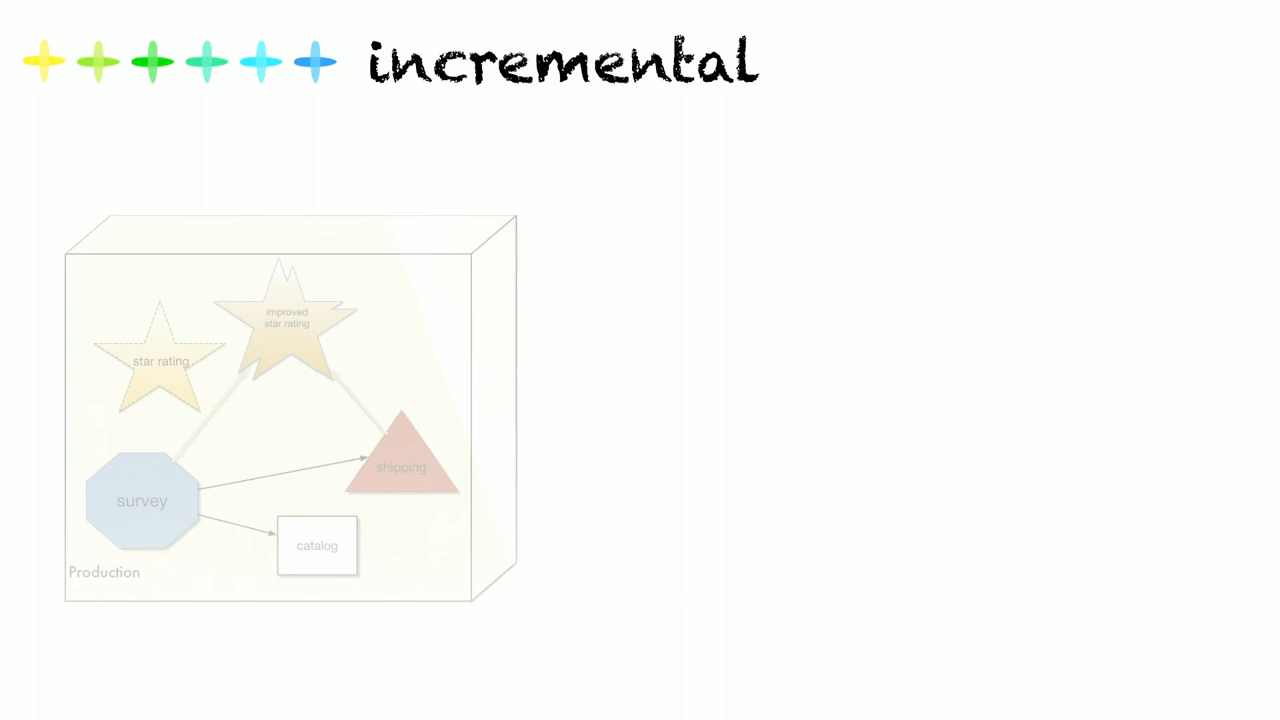 incremental
improved
star rating
star rating
shipping
survey
catalog
Production